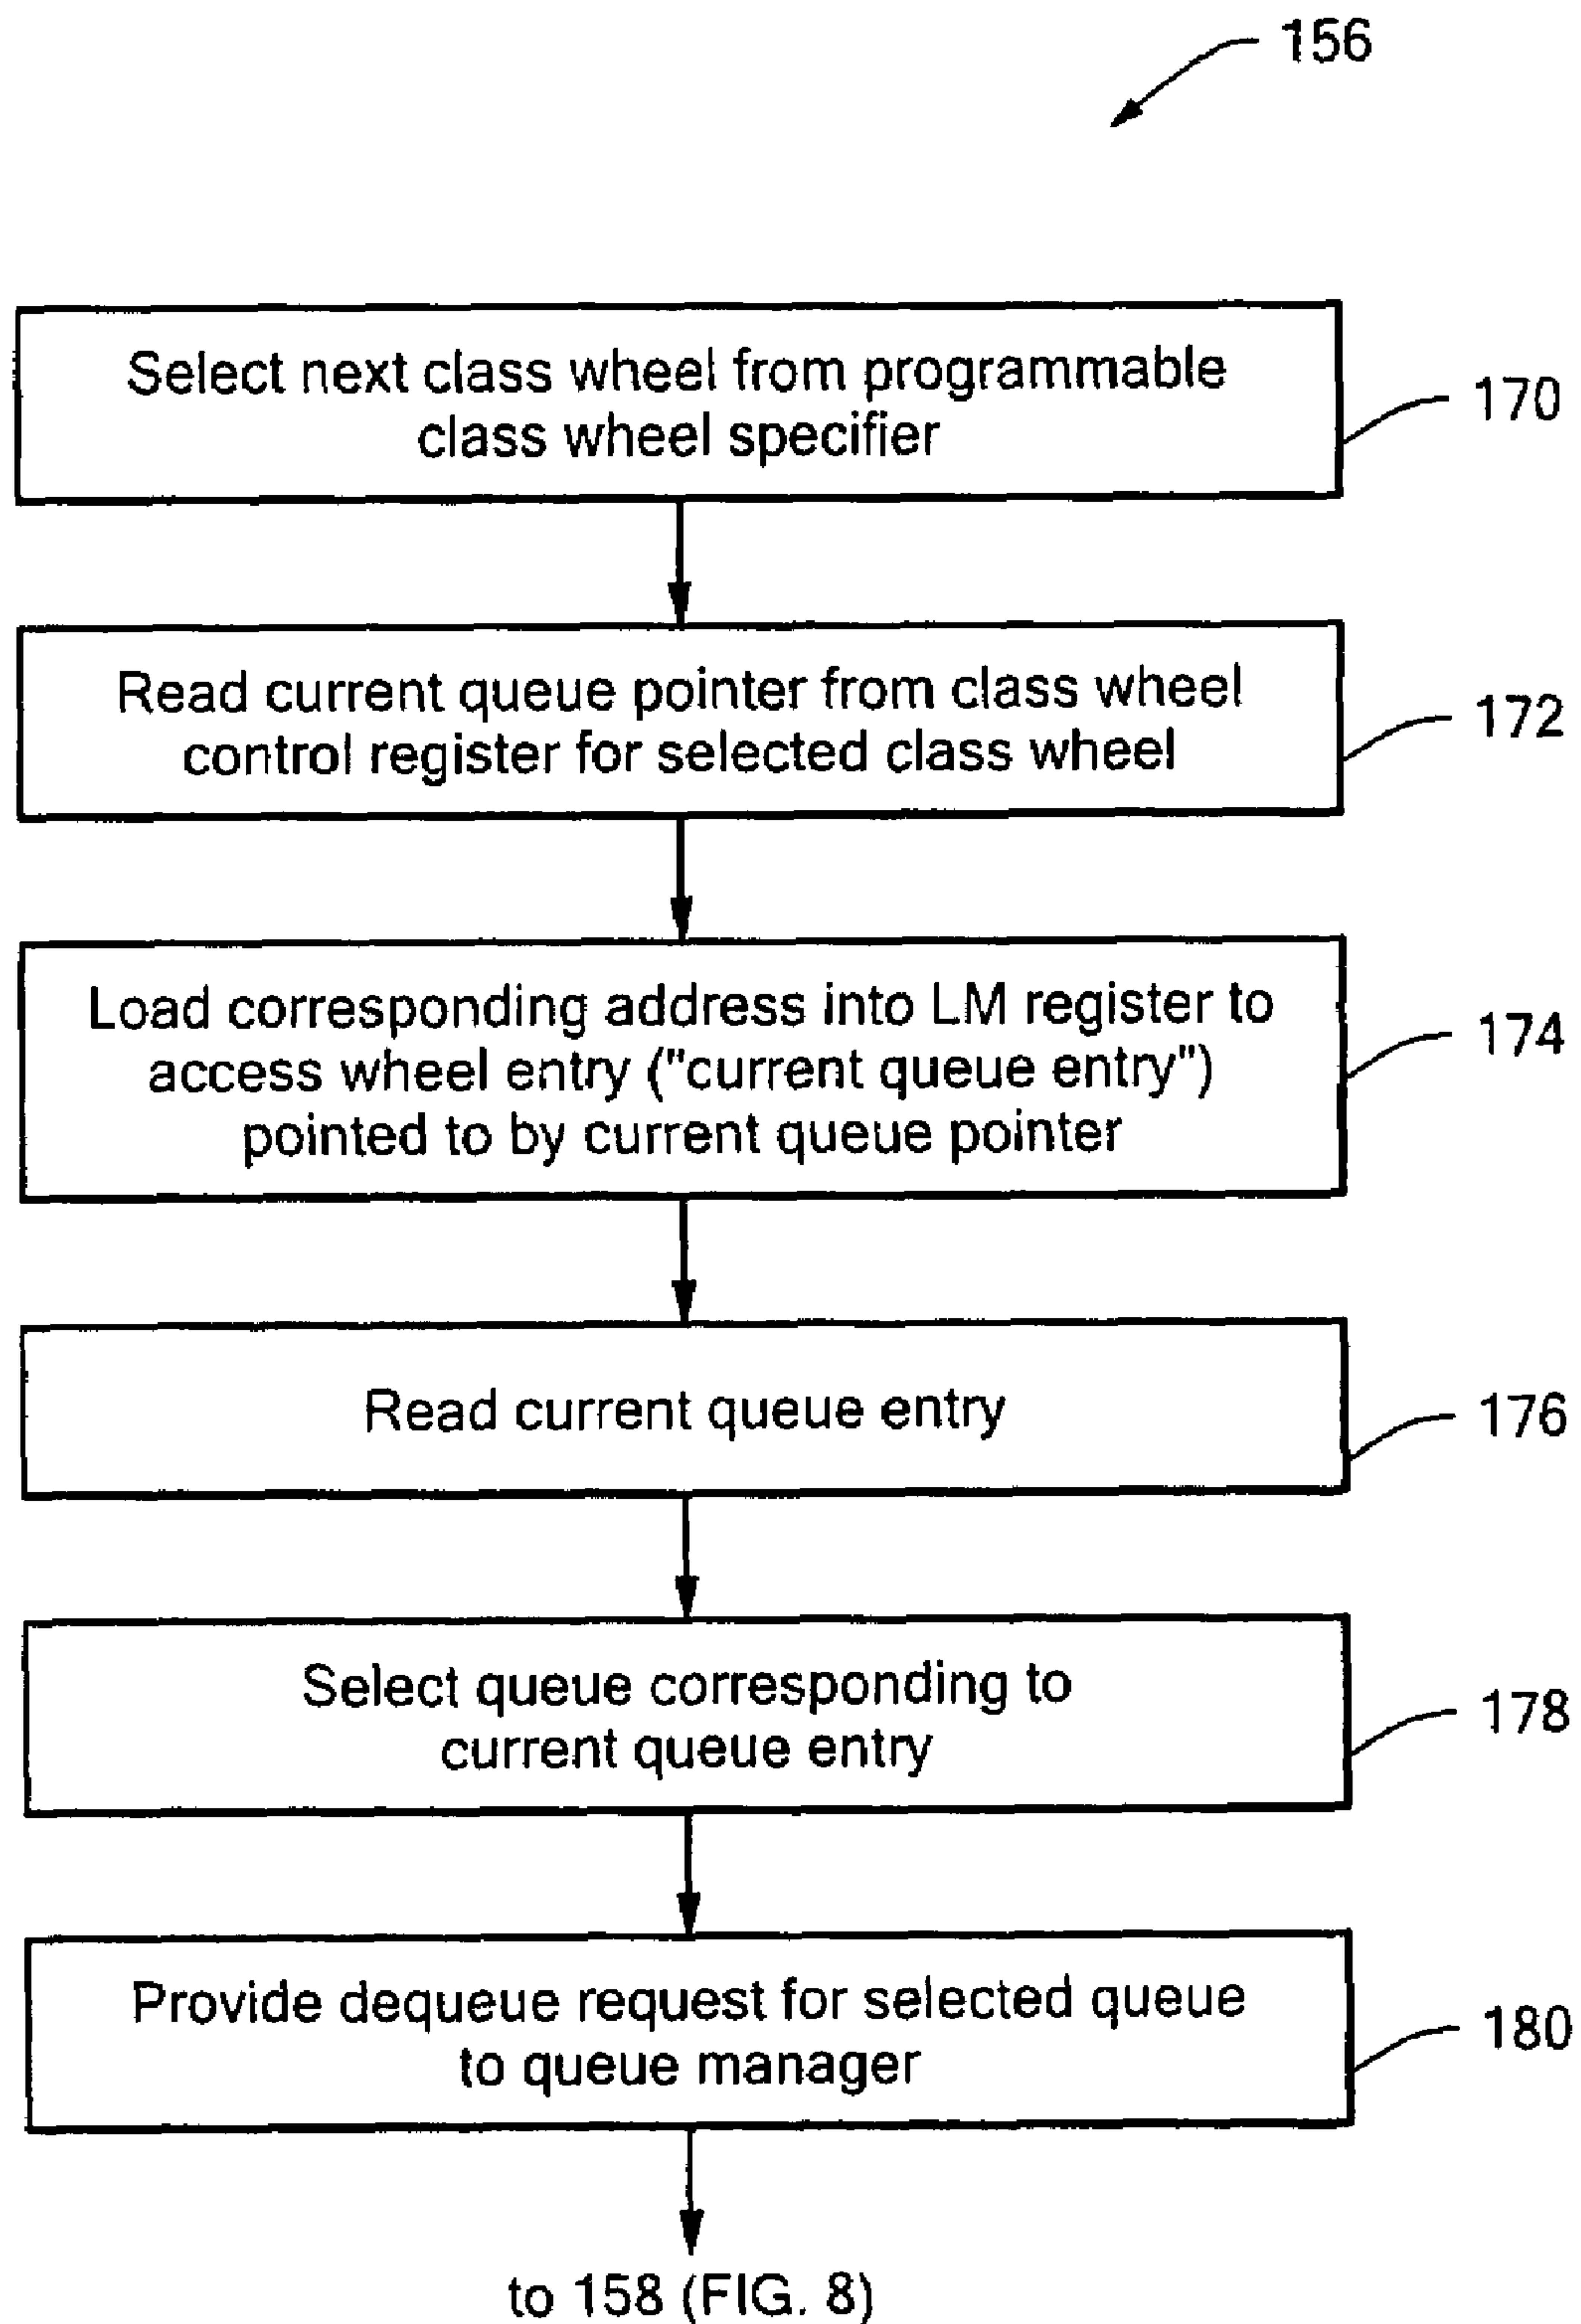 156
Select next class wheel from programmable
class wheel specifier
170
Read current queue pointer from class wheel
control register for selected class wheel
172
Load corresponding address into LM register to
access wheel entry ("current queue entry")
pointed to by current queue pointer
174
Read current queue entry
176
Select queue corresponding to
current queue entry
178
Provide dequeue request for selected queue
to queue manager
180
to 158 (FIG. 8)